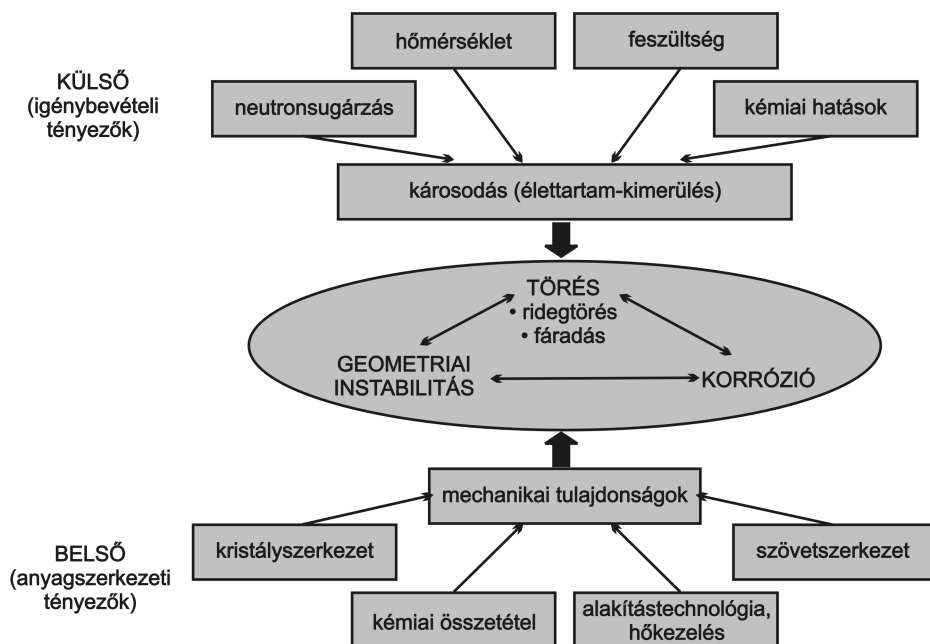 hőmérséklet
feszültség
KÜLSŐ
(igénybevételi
tényezők)
neutronsugárzás
kémiai hatások
károsodás (élettartam-kimerülés)
TÖRÉS
• ridegtörés
• fáradás
GEOMETRIAI
INSTABILITÁS
KORRÓZIÓ
mechanikai tulajdonságok
BELSŐ
(anyagszerkezeti
tényezők)
kristályszerkezet
szövetszerkezet
kémiai összetétel
alakítástechnológia,
hőkezelés